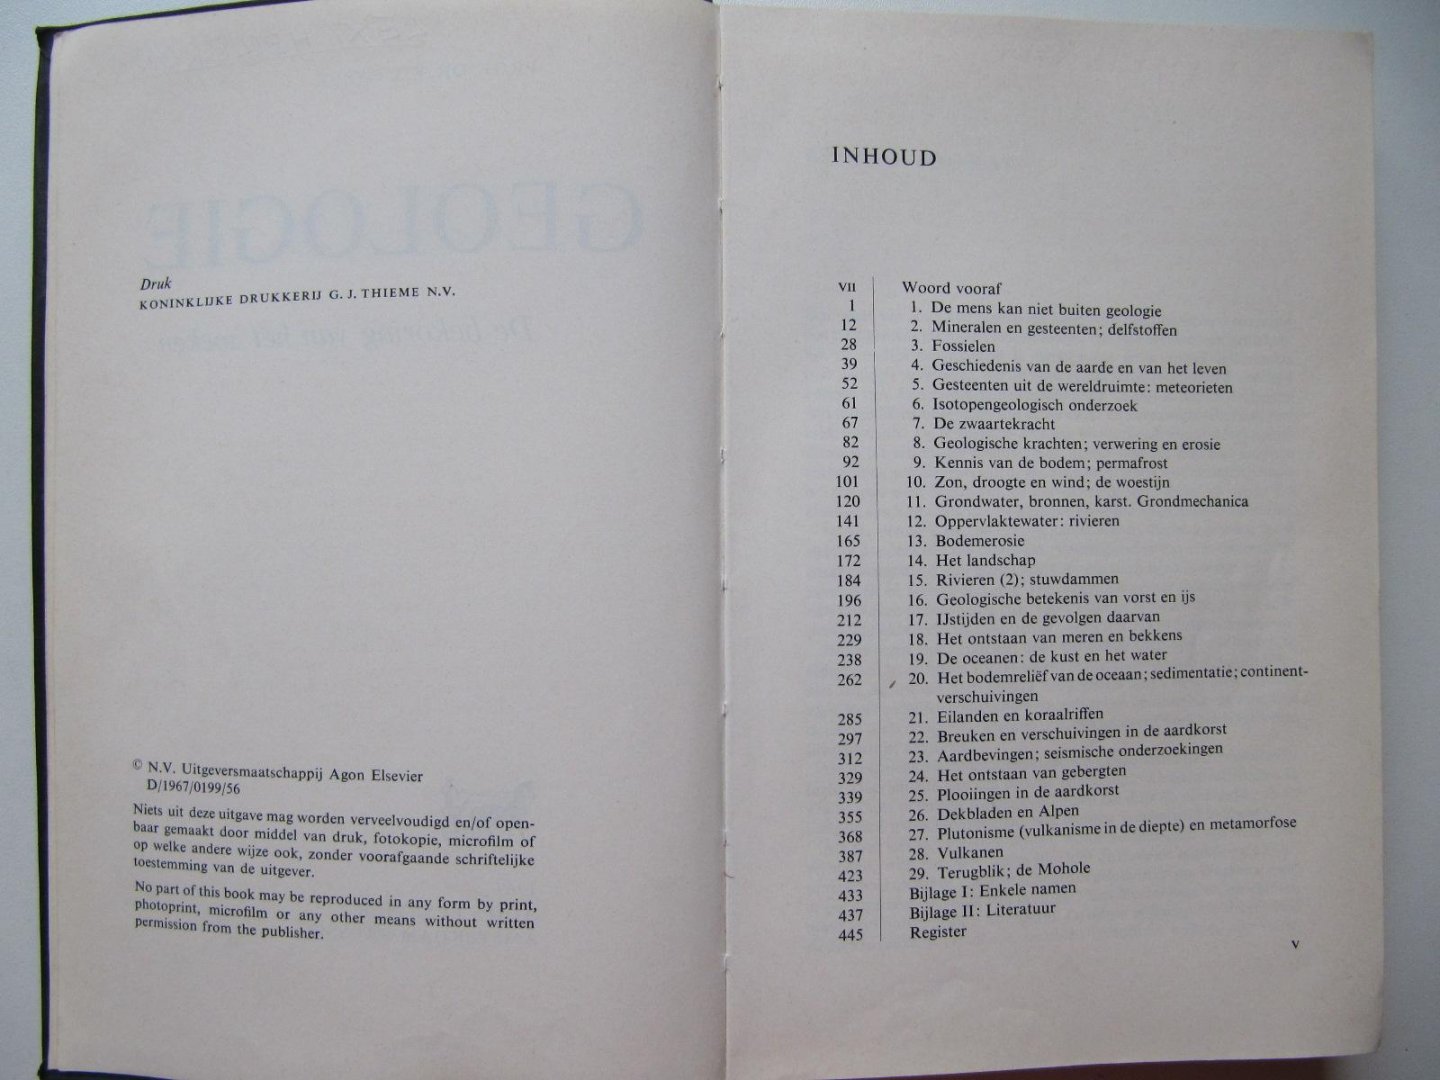 Druk
KONINKLIJKE DRUKKERIJ G. J. THIEME N.V.
© N.V. Uitgeversmaatschappij Agon Elsevier
D/1967/0199/56
Niets uit deze uitgave mag worden verveelvoudigd en/of open-
baar gemaakt door middel van druk, fotokopie, microfilm of
op welke andere wijze ook, zonder voorafgaande schriftelijke
toestemming van de uitgever.
No part of this book may be reproduced in any form by print,
photoprint, microfilm or any other means without written
permission from the publisher.
GEOLOGIE
INHOUD
VII Woord vooraf
1 1. De mens kan niet buiten geologie
12 2. Mineralen en gesteenten; delfstoffen
28 3. Fossielen
39 4. Geschiedenis van de aarde en van het leven
52 5. Gesteenten uit de wereldruimte: meteorieten
61 6. Isotopengeologisch onderzoek
67 7. De zwaartekracht
82 8. Geologische krachten; verwering en erosie
92 9. Kennis van de bodem; permafrost
101 10. Zon, droogte en wind; de woestijn
120 11. Grondwater, bronnen, karst. Grondmechanica
141 12. Oppervlaktewater: rivieren
165 13. Bodemerosie
172 14. Het landschap
184 15. Rivieren (2); stuwdammen
196 16. Geologische betekenis van vorst en ijs
212 17. IJstijden en de gevolgen daarvan
229 18. Het ontstaan van meren en bekkens
238 19. De oceanen: de kust en het water
262 20. Het bodemreliëf van de oceaan; sedimentatie; continent-
verschuivingen
285 21. Eilanden en koraalriffen
297 22. Breuken en verschuivingen in de aardkorst
312 23. Aardbevingen; seismische onderzoekingen
329 24. Het ontstaan van gebergten
339 25. Plooiingen in de aardkorst
355 26. Dekbladen en Alpen
368 27. Plutonisme (vulkanisme in de diepte) en metamorfose
387 28. Vulkanen
423 29. Terugblik; de Mohole
433 Bijlage I: Enkele namen
437 Bijlage II: Literatuur
445 Register
V